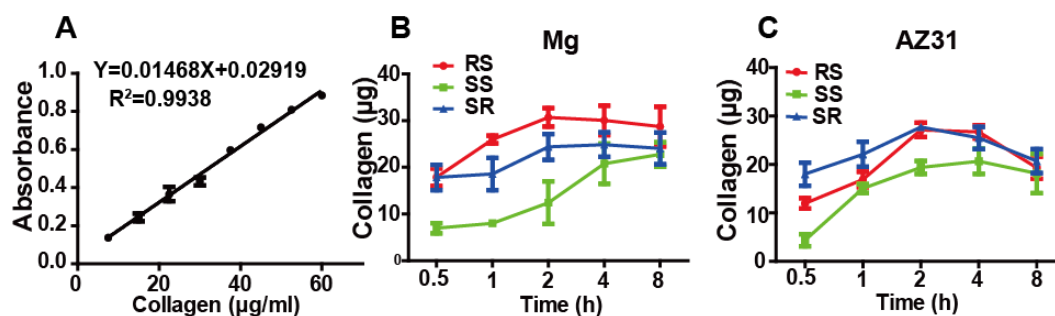 A
Y=0.01468X+0.02919
R²=0.9938
Absorbance
1.0
0.8
0.6
0.4
0.2
0.0
0 20 40 60
Collagen (µg/ml)
B
Mg
RS
SS
SR
Collagen (µg)
40
30
20
10
0
0.5 1 2 4 8
Time (h)
C
AZ31
RS
SS
SR
Collagen (µg)
40
30
20
10
0
0.5 1 2 4 8
Time (h)